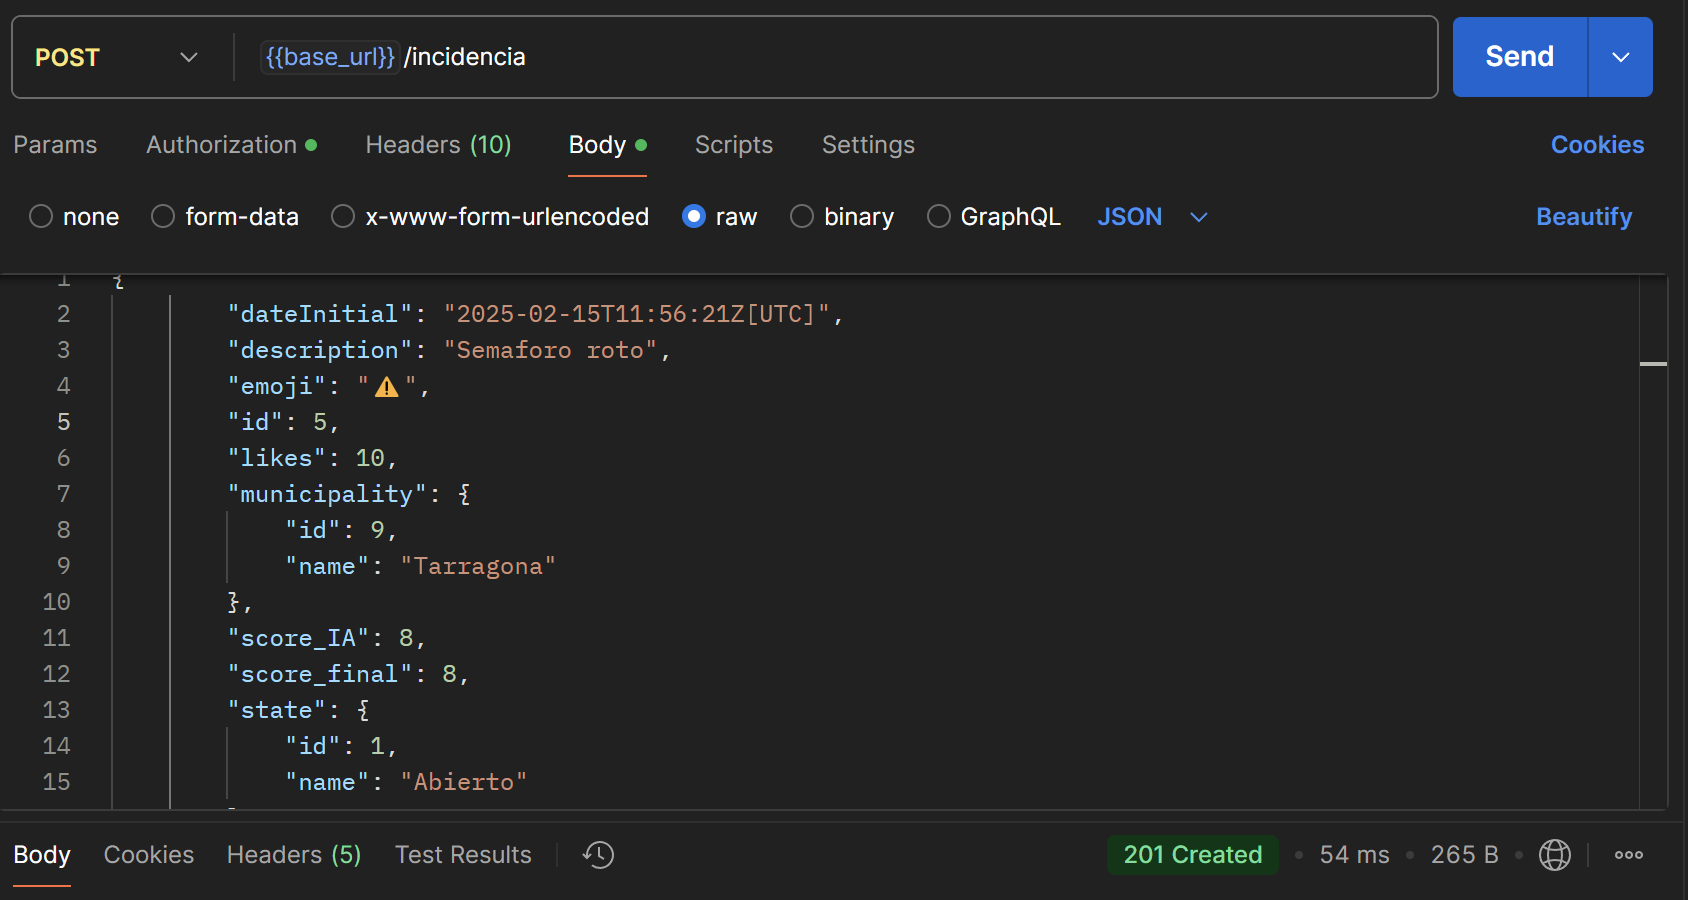 POST {{base_url}}/incidencia Send
Params Authorization Headers (10) Body Scripts Settings Cookies
none form-data x-www-form-urlencoded raw binary GraphQL JSON Beautify
1 {
2 "dateInitial": "2025-02-15T11:56:21Z[UTC]",
3 "description": "Semaforo roto",
4 "emoji": "⚠️",
5 "id": 5,
6 "likes": 10,
7 "municipality": {
8 "id": 9,
9 "name": "Tarragona"
10 },
11 "score_IA": 8,
12 "score_final": 8,
13 "state": {
14 "id": 1,
15 "name": "Abierto"
Body Cookies Headers (5) Test Results 201 Created 54 ms 265 B